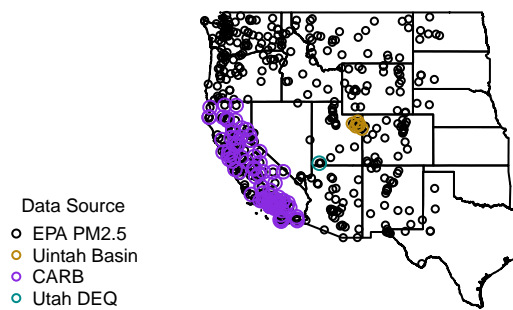 Data Source
EPA PM2.5
Uintah Basin
CARB
Utah DEQ